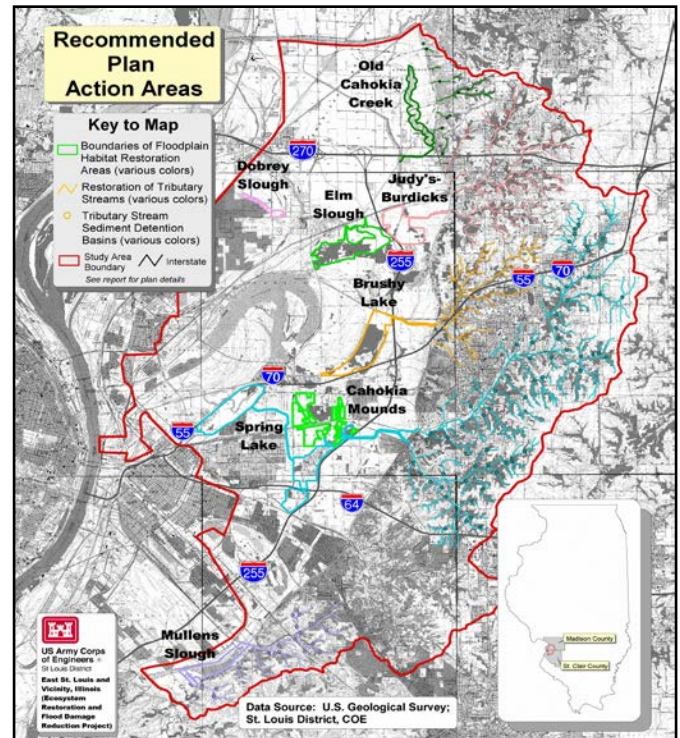 Recommended
Plan
Action Areas
Key to Map
Boundaries of Floodplain
Habitat Restoration
Areas (various colors)
Restoration of Tributary
Streams (various colors)
Tributary Stream
Sediment Detention
Basins (various colors)
Study Area
Boundary
Interstate
See report for plan details
Old
Cahokia
Creek
270
Dobrey
Slough
Judy's-
Burdicks
Elm
Slough
255
Brushy
Lake
55
70
70
Cahokia
Mounds
55
Spring
Lake
64
255
Mullens
Slough
US Army Corps
of Engineers ®
St Louis District
East St. Louis and
Vicinity, Illinois
(Ecosystem
Restoration and
Flood Damage
Reduction Project)
Data Source: U.S. Geological Survey;
St. Louis District, COE
Madison County
St. Clair County